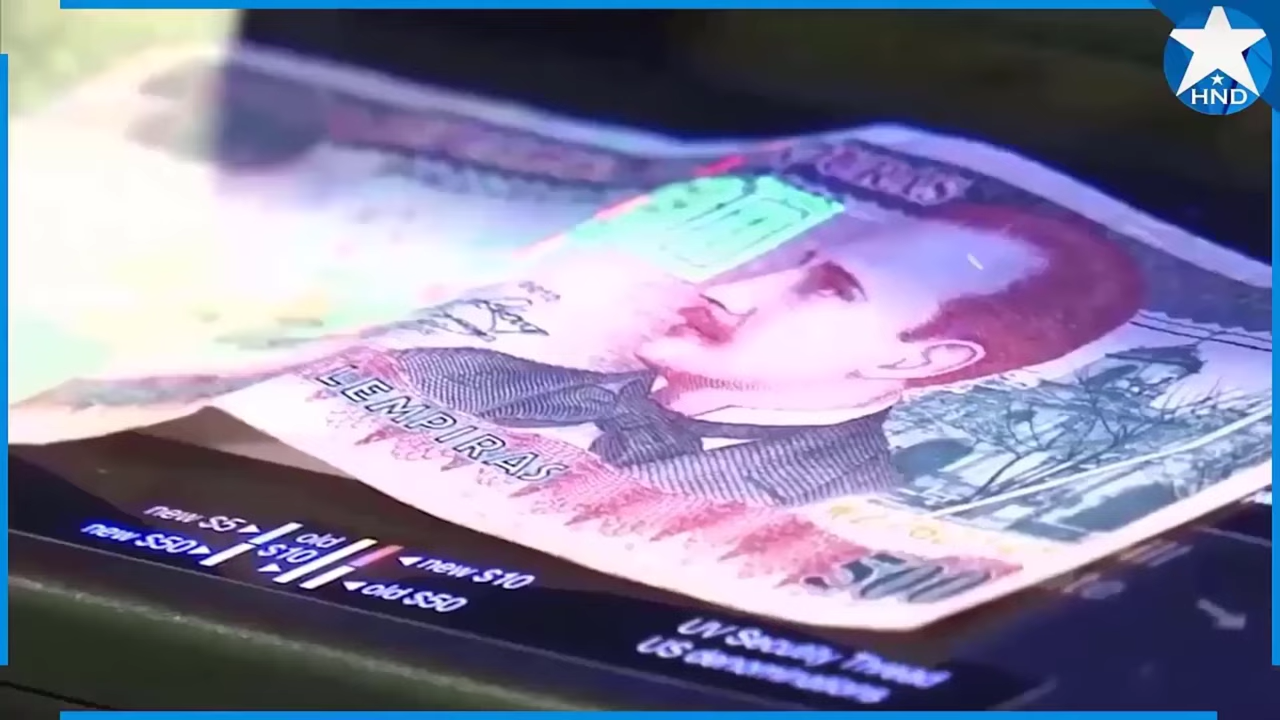 HND
LEMPIRAS
500
new $5
old
new $50
$10
new $10
old $50
UV Security Thread
US denominations